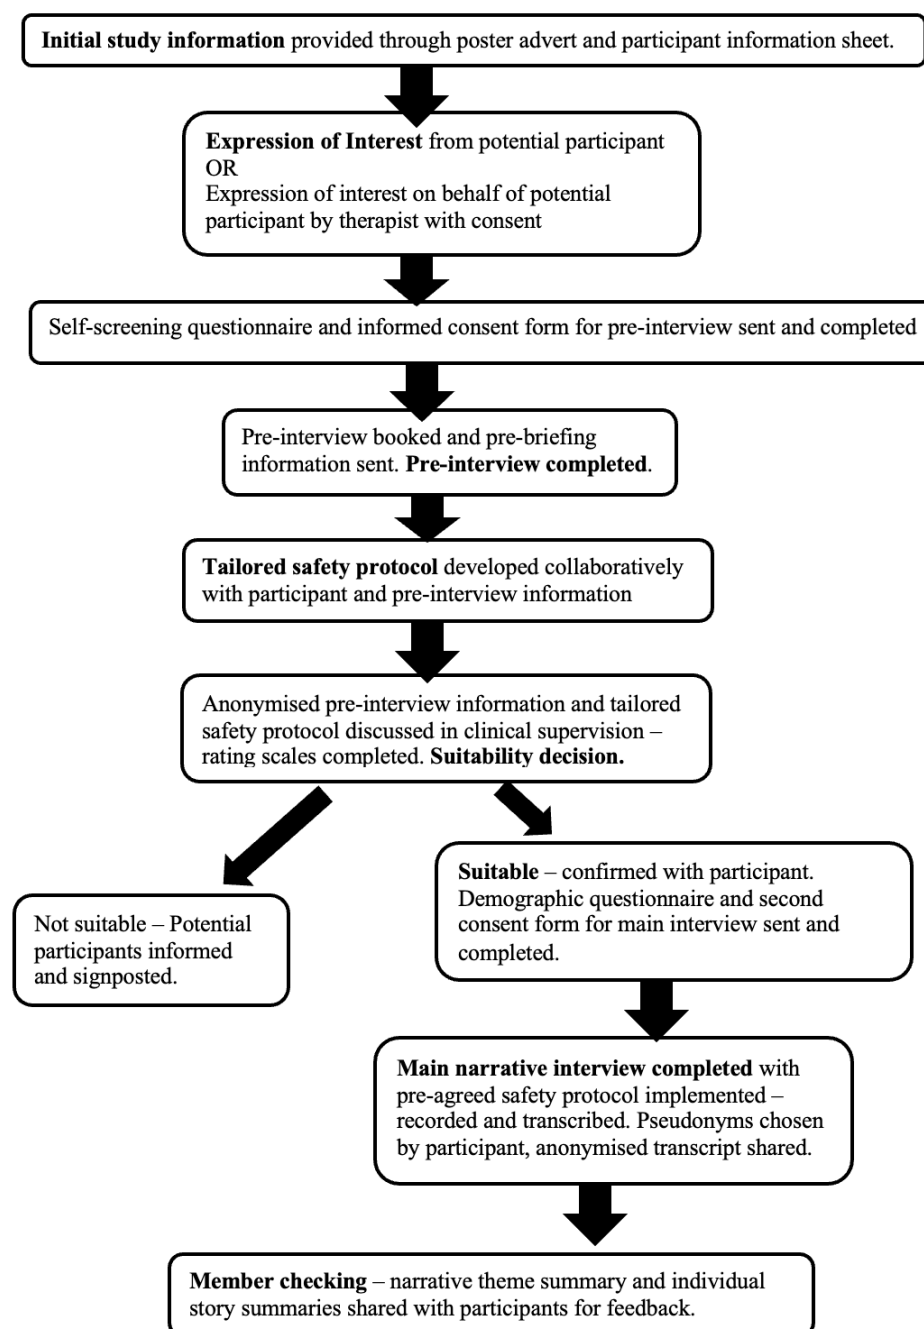 Initial study information provided through poster advert and participant information sheet.
Expression of Interest from potential participant
OR
Expression of interest on behalf of potential
participant by therapist with consent
Self-screening questionnaire and informed consent form for pre-interview sent and completed
Pre-interview booked and pre-briefing
information sent. Pre-interview completed.
Tailored safety protocol developed collaboratively
with participant and pre-interview information
Anonymised pre-interview information and tailored
safety protocol discussed in clinical supervision –
rating scales completed. Suitability decision.
Not suitable – Potential
participants informed
and signposted.
Suitable – confirmed with participant.
Demographic questionnaire and second
consent form for main interview sent and
completed.
Main narrative interview completed with
pre-agreed safety protocol implemented –
recorded and transcribed. Pseudonyms chosen
by participant, anonymised transcript shared.
Member checking – narrative theme summary and individual
story summaries shared with participants for feedback.